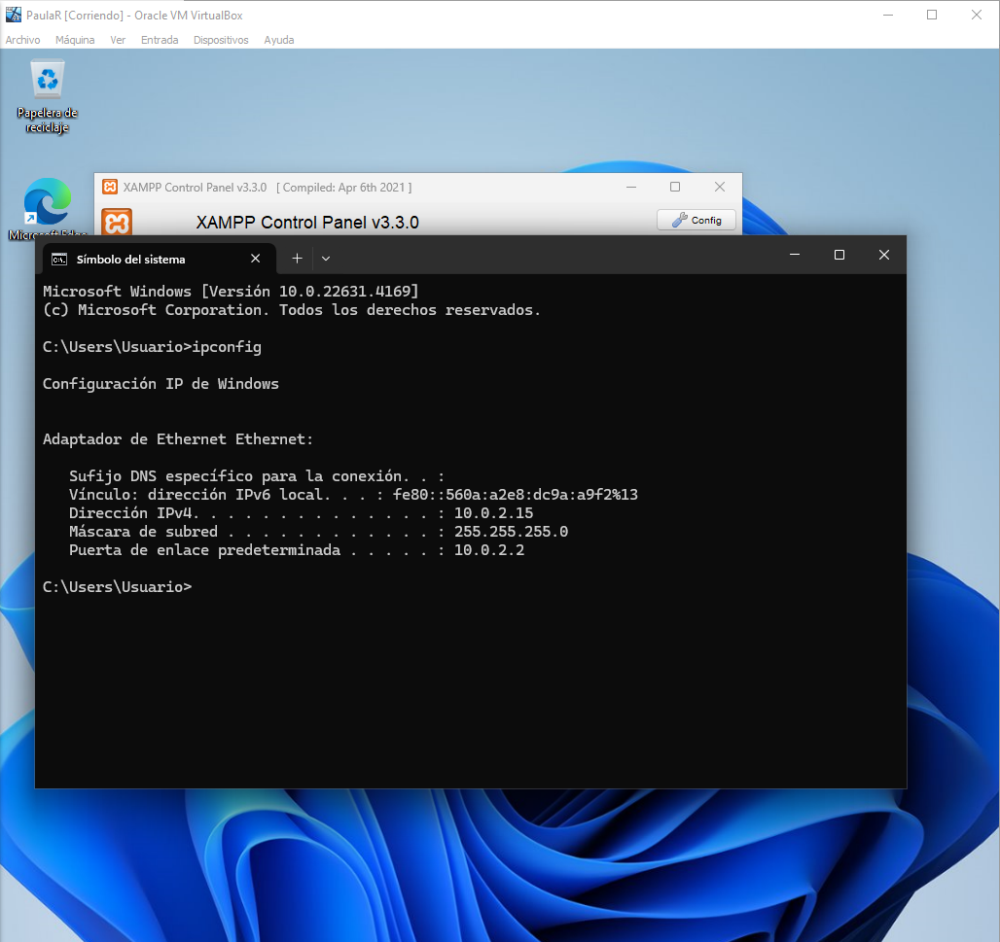 PaulaR [Corriendo] - Oracle VM VirtualBox
Archivo Máquina Ver Entrada Dispositivos Ayuda
Papelera de
reciclaje
XAMPP Control Panel v3.3.0 [ Compiled: Apr 6th 2021 ]
XAMPP Control Panel v3.3.0
Config
Microsoft Edge
Símbolo del sistema
Microsoft Windows [Versión 10.0.22631.4169]
(c) Microsoft Corporation. Todos los derechos reservados.
C:\Users\Usuario>ipconfig
Configuración IP de Windows
Adaptador de Ethernet Ethernet:
Sufijo DNS específico para la conexión. . :
Vínculo: dirección IPv6 local. . . : fe80::560a:a2e8:dc9a:a9f2%13
Dirección IPv4. . . . . . . . . . . . . . : 10.0.2.15
Máscara de subred . . . . . . . . . . . . : 255.255.255.0
Puerta de enlace predeterminada . . . . . : 10.0.2.2
C:\Users\Usuario>